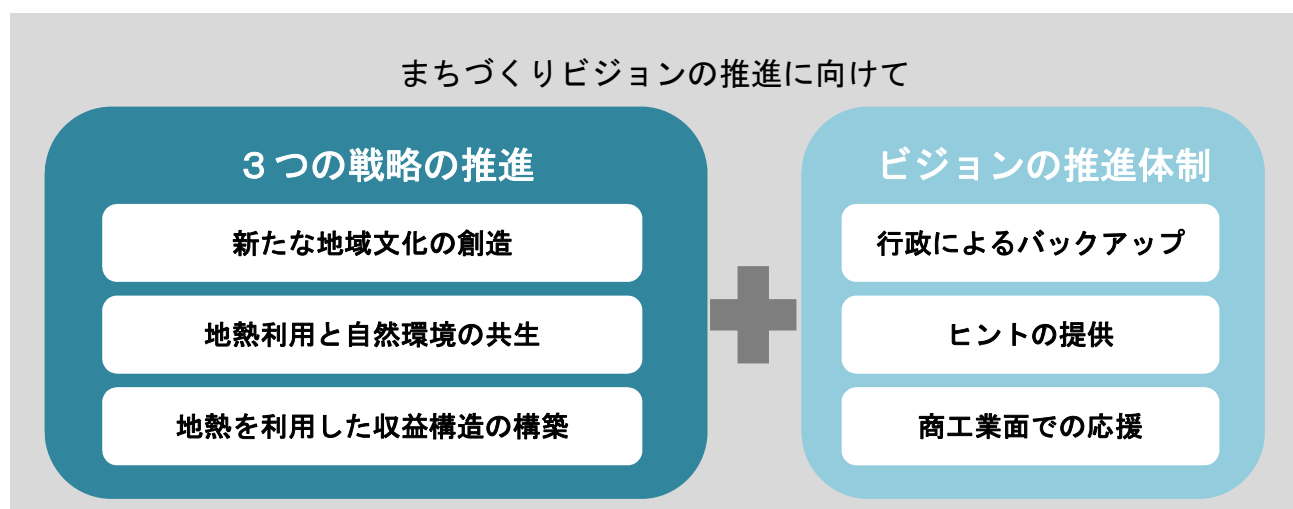 まちづくりビジョンの推進に向けて
３つの戦略の推進
新たな地域文化の創造
地熱利用と自然環境の共生
地熱を利用した収益構造の構築
ビジョンの推進体制
行政によるバックアップ
ヒントの提供
商工業面での応援